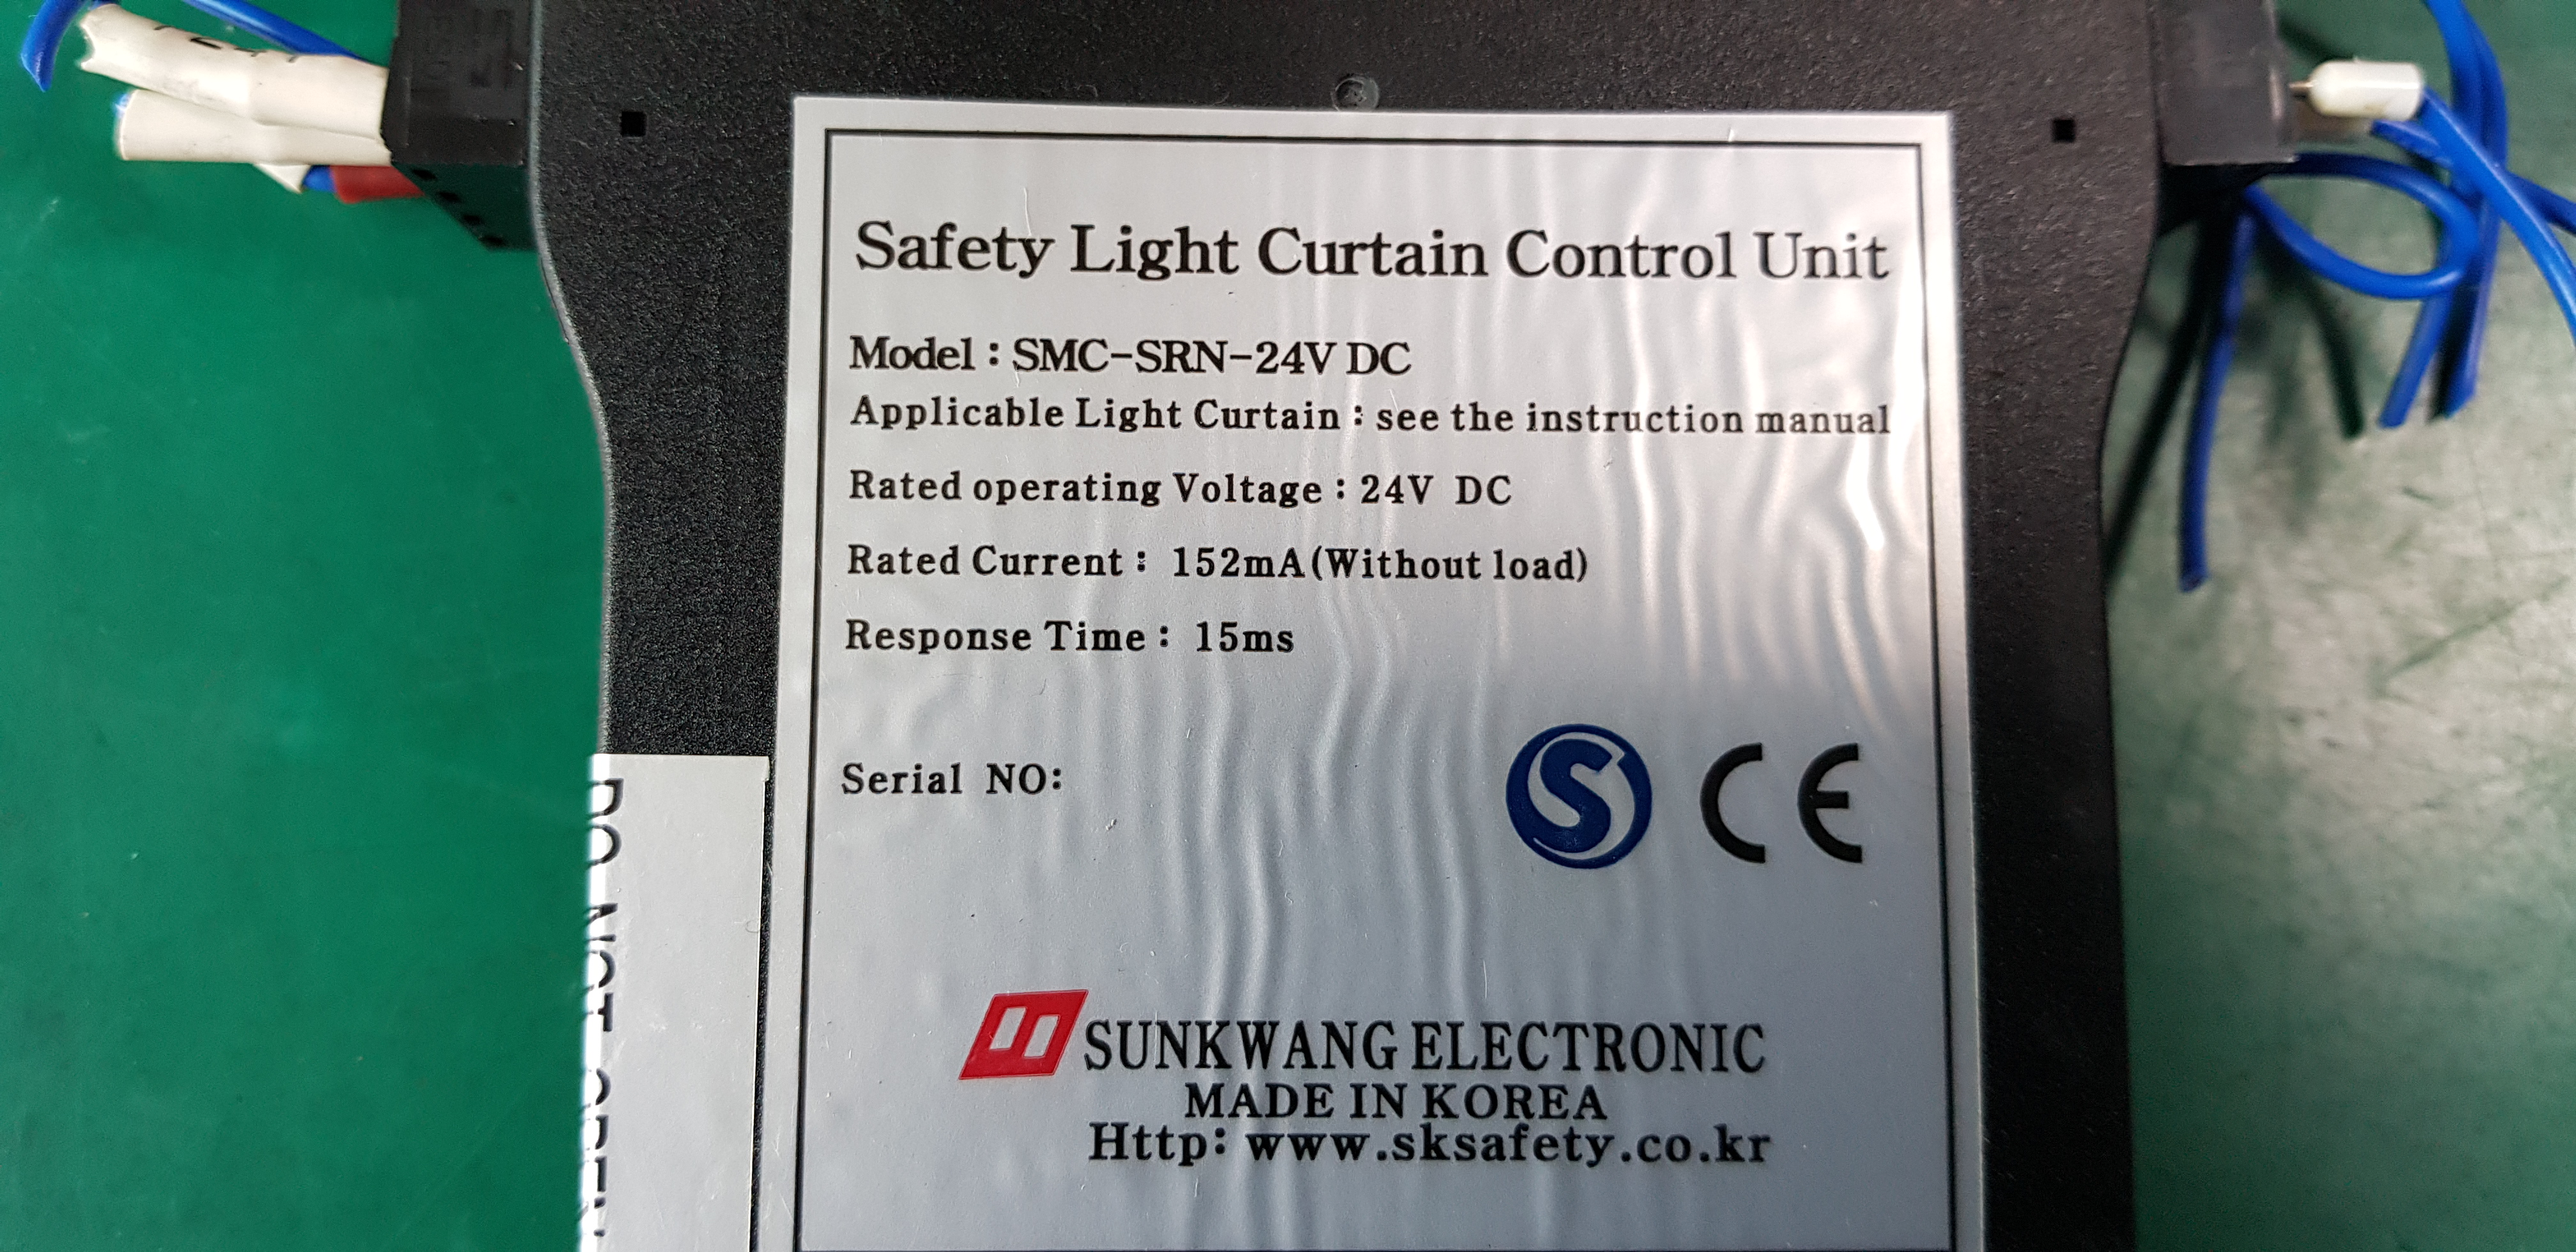 Safety Light Curtain Control Unit
Model : SMC-SRN-24V DC
Applicable Light Curtain : see the instruction manual
Rated operating Voltage : 24V DC
Rated Current : 152mA(Without load)
Response Time : 15ms
Serial NO:
S CE
SUNKWANG ELECTRONIC
MADE IN KOREA
Http: www.sksafety.co.kr
DO NOT OPEN